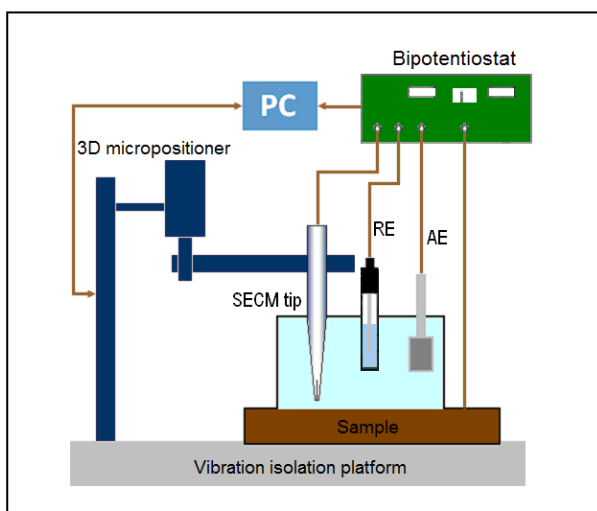 Bipotentiostat
PC
3D micropositioner
RE
AE
SECM tip
Sample
Vibration isolation platform